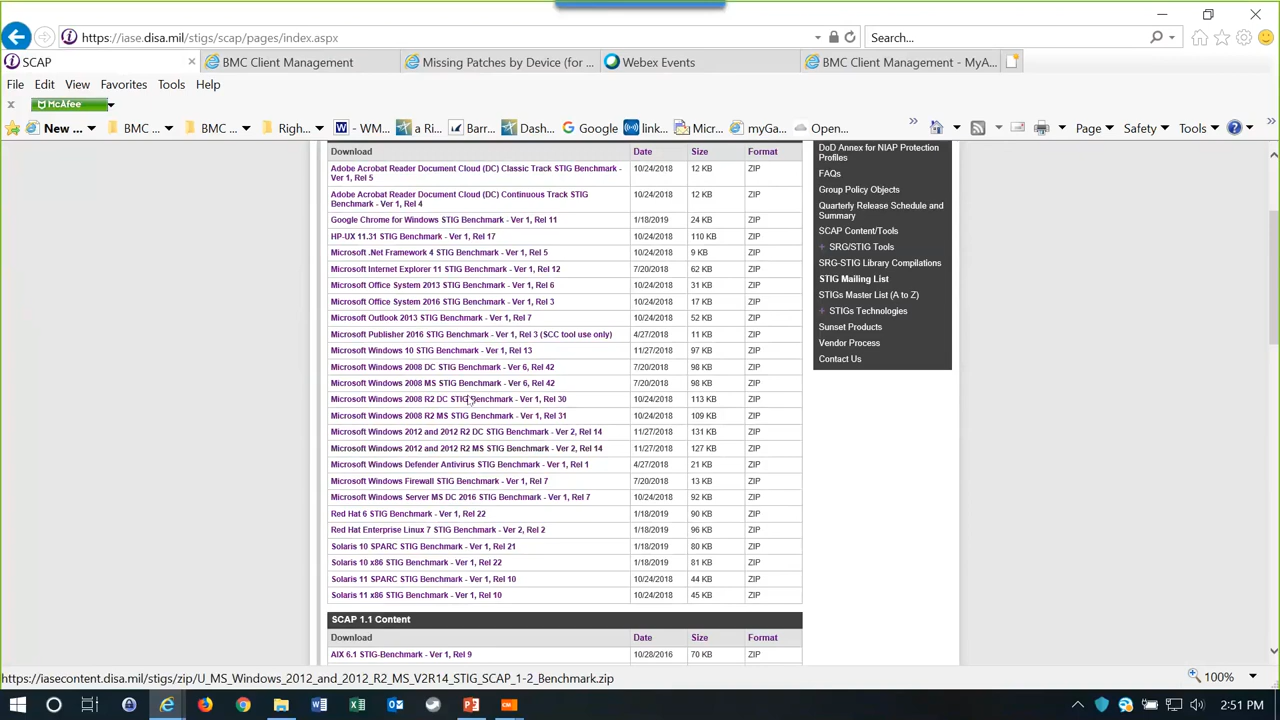 https://iase.disa.mil/stigs/scap/pages/index.aspx
Search...
SCAP
BMC Client Management
Missing Patches by Device (for ...
Webex Events
BMC Client Management - MyA...
File Edit View Favorites Tools Help
McAfee
New ...
BMC ...
BMC ...
Righ...
- WM...
a Ri...
Barr...
Dash...
Google
link...
Micr...
myGa...
Open...
Page
Safety
Tools
Download Date Size Format
Adobe Acrobat Reader Document Cloud (DC) Classic Track STIG Benchmark - 10/24/2018 12 KB ZIP
Ver 1, Rel 5
Adobe Acrobat Reader Document Cloud (DC) Continuous Track STIG 10/24/2018 12 KB ZIP
Benchmark - Ver 1, Rel 4
Google Chrome for Windows STIG Benchmark - Ver 1, Rel 11 1/18/2019 24 KB ZIP
HP-UX 11.31 STIG Benchmark - Ver 1, Rel 17 10/24/2018 110 KB ZIP
Microsoft .Net Framework 4 STIG Benchmark - Ver 1, Rel 5 10/24/2018 9 KB ZIP
Microsoft Internet Explorer 11 STIG Benchmark - Ver 1, Rel 12 7/20/2018 62 KB ZIP
Microsoft Office System 2013 STIG Benchmark - Ver 1, Rel 6 10/24/2018 31 KB ZIP
Microsoft Office System 2016 STIG Benchmark - Ver 1, Rel 3 10/24/2018 17 KB ZIP
Microsoft Outlook 2013 STIG Benchmark - Ver 1, Rel 7 10/24/2018 52 KB ZIP
Microsoft Publisher 2016 STIG Benchmark - Ver 1, Rel 3 (SCC tool use only) 4/27/2018 11 KB ZIP
Microsoft Windows 10 STIG Benchmark - Ver 1, Rel 13 11/27/2018 97 KB ZIP
Microsoft Windows 2008 DC STIG Benchmark - Ver 6, Rel 42 7/20/2018 98 KB ZIP
Microsoft Windows 2008 MS STIG Benchmark - Ver 6, Rel 42 7/20/2018 98 KB ZIP
Microsoft Windows 2008 R2 DC STIG Benchmark - Ver 1, Rel 30 10/24/2018 113 KB ZIP
Microsoft Windows 2008 R2 MS STIG Benchmark - Ver 1, Rel 31 10/24/2018 109 KB ZIP
Microsoft Windows 2012 and 2012 R2 DC STIG Benchmark - Ver 2, Rel 14 11/27/2018 131 KB ZIP
Microsoft Windows 2012 and 2012 R2 MS STIG Benchmark - Ver 2, Rel 14 11/27/2018 127 KB ZIP
Microsoft Windows Defender Antivirus STIG Benchmark - Ver 1, Rel 1 4/27/2018 21 KB ZIP
Microsoft Windows Firewall STIG Benchmark - Ver 1, Rel 7 7/20/2018 13 KB ZIP
Microsoft Windows Server MS DC 2016 STIG Benchmark - Ver 1, Rel 7 10/24/2018 92 KB ZIP
Red Hat 6 STIG Benchmark - Ver 1, Rel 22 1/18/2019 90 KB ZIP
Red Hat Enterprise Linux 7 STIG Benchmark - Ver 2, Rel 2 1/18/2019 96 KB ZIP
Solaris 10 SPARC STIG Benchmark - Ver 1, Rel 21 1/18/2019 80 KB ZIP
Solaris 10 x86 STIG Benchmark - Ver 1, Rel 22 1/18/2019 81 KB ZIP
Solaris 11 SPARC STIG Benchmark - Ver 1, Rel 10 10/24/2018 44 KB ZIP
Solaris 11 x86 STIG Benchmark - Ver 1, Rel 10 10/24/2018 45 KB ZIP
SCAP 1.1 Content
Download Date Size Format
AIX 6.1 STIG-Benchmark - Ver 1, Rel 9 10/28/2016 70 KB ZIP
DoD Annex for NIAP Protection
Profiles
FAQs
Group Policy Objects
Quarterly Release Schedule and
Summary
SCAP Content/Tools
+ SRG/STIG Tools
SRG-STIG Library Compilations
STIG Mailing List
STIGs Master List (A to Z)
+ STIGs Technologies
Sunset Products
Vendor Process
Contact Us
https://iasecontent.disa.mil/stigs/zip/U_MS_Windows_2012_and_2012_R2_MS_V2R14_STIG_SCAP_1-2_Benchmark.zip
100%
2:51 PM